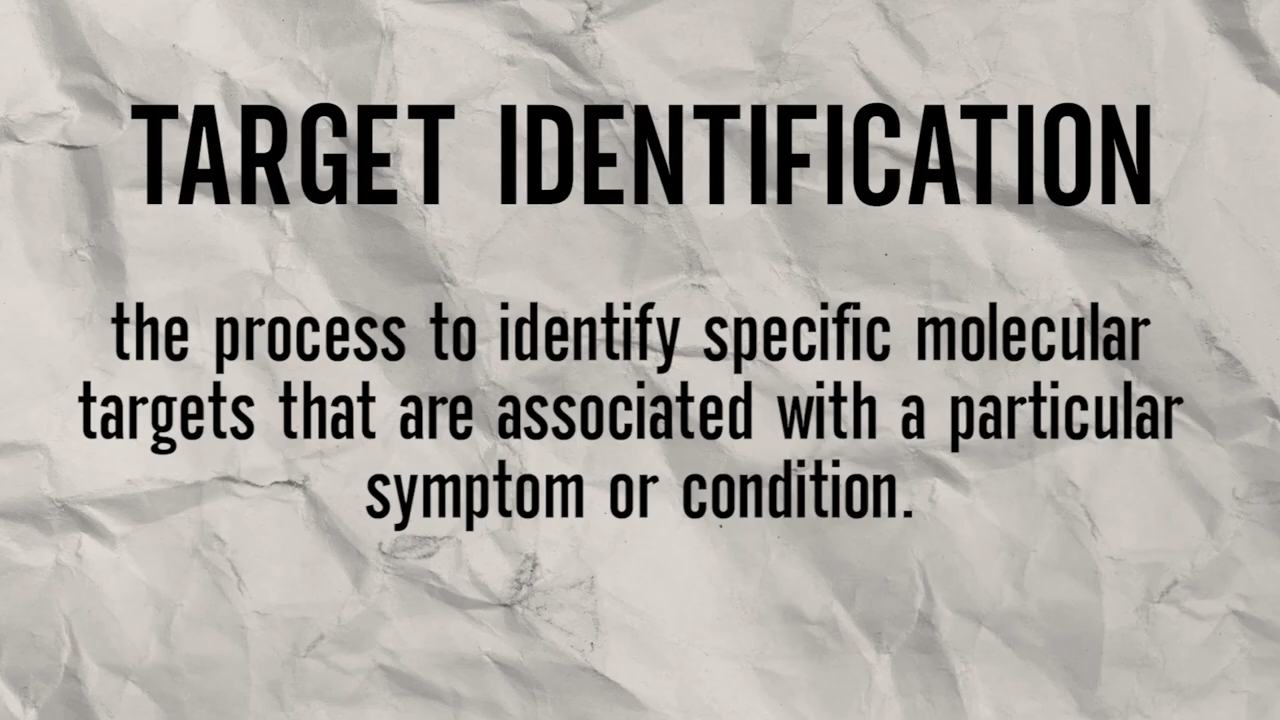 TARGET IDENTIFICATION
the process to identify specific molecular
targets that are associated with a particular
symptom or condition.